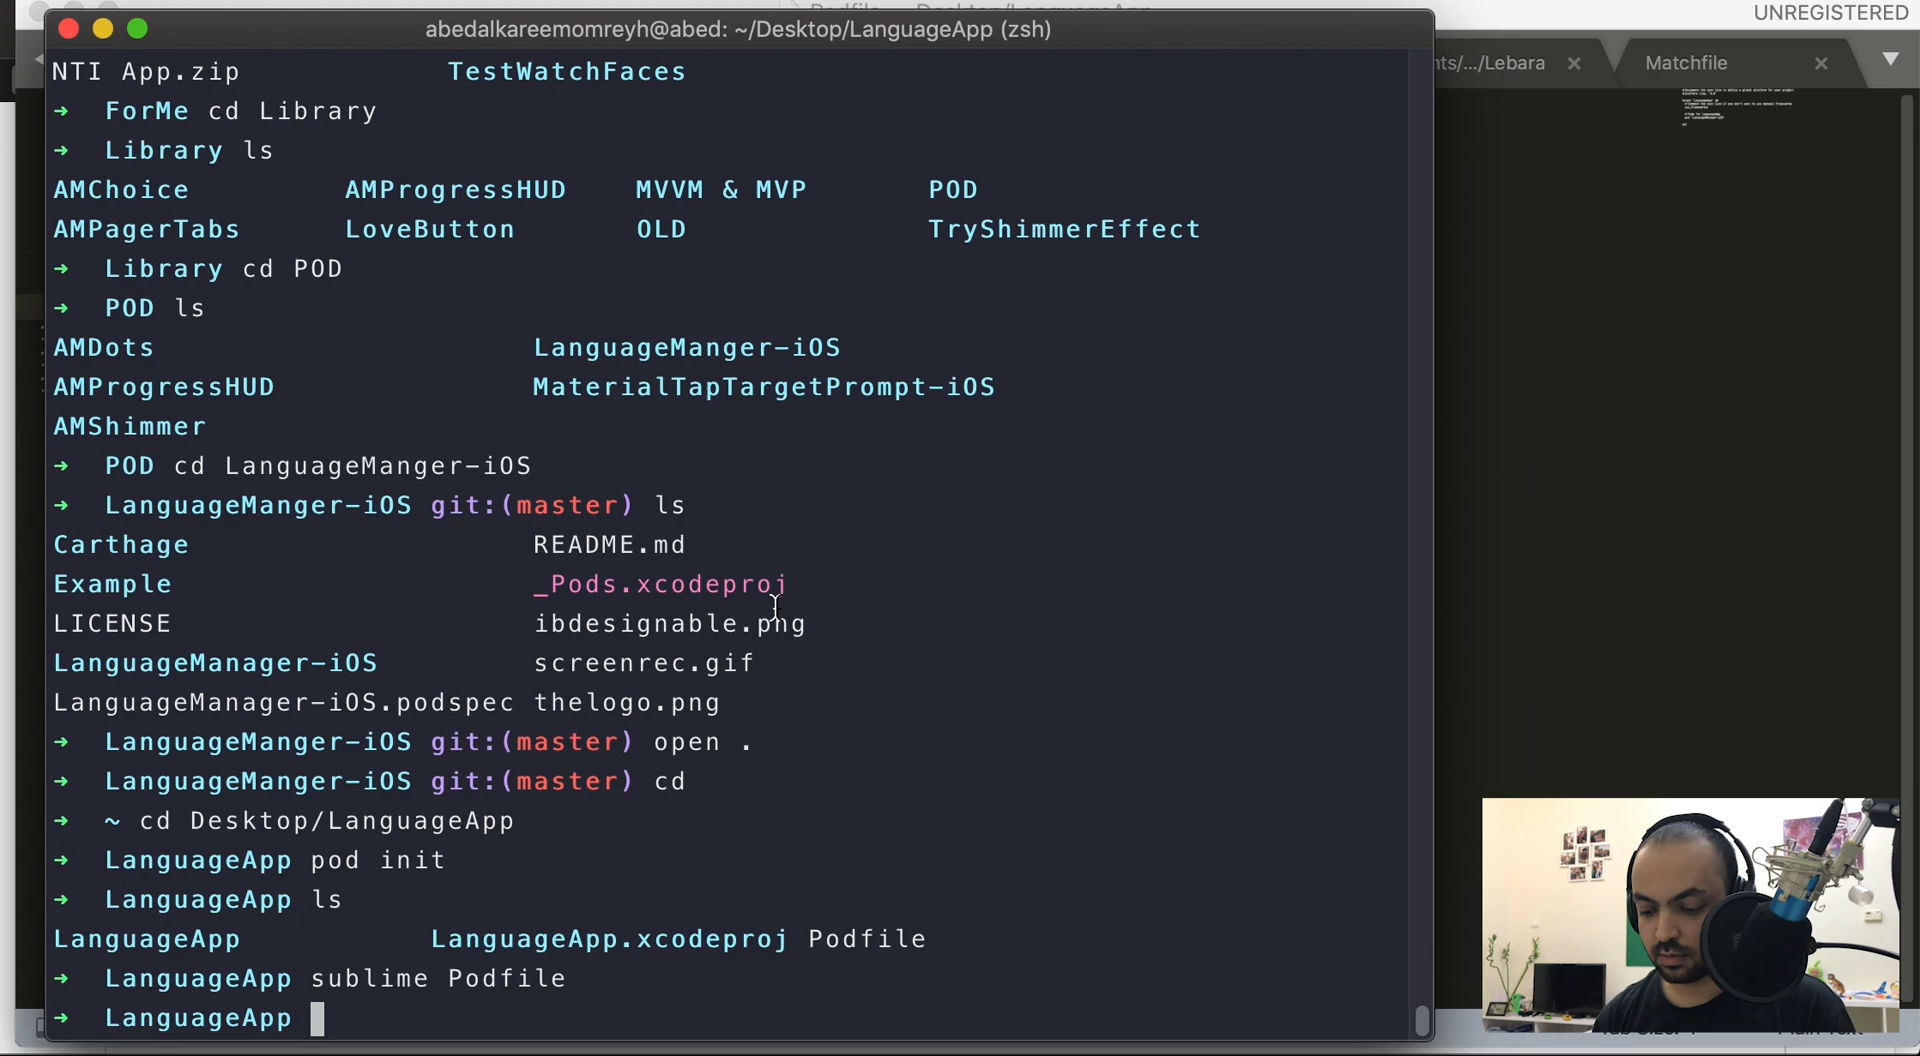 UNREGISTERED
abedalkareemomreyh@abed: ~/Desktop/LanguageApp (zsh)
nts/.../Lebara × Matchfile × ▼
NTI App.zip TestWatchFaces
➜ ForMe cd Library
➜ Library ls
AMChoice AMProgressHUD MVVM & MVP POD
AMPagerTabs LoveButton OLD TryShimmerEffect
➜ Library cd POD
➜ POD ls
AMDots LanguageManger-iOS
AMProgressHUD MaterialTapTargetPrompt-iOS
AMShimmer
➜ POD cd LanguageManger-iOS
➜ LanguageManger-iOS git:(master) ls
Carthage README.md
Example _Pods.xcodeproj
LICENSE ibdesignable.png
LanguageManager-iOS screenrec.gif
LanguageManager-iOS.podspec thelogo.png
➜ LanguageManger-iOS git:(master) open .
➜ LanguageManger-iOS git:(master) cd
➜ ~ cd Desktop/LanguageApp
➜ LanguageApp pod init
➜ LanguageApp ls
LanguageApp LanguageApp.xcodeproj Podfile
➜ LanguageApp sublime Podfile
➜ LanguageApp